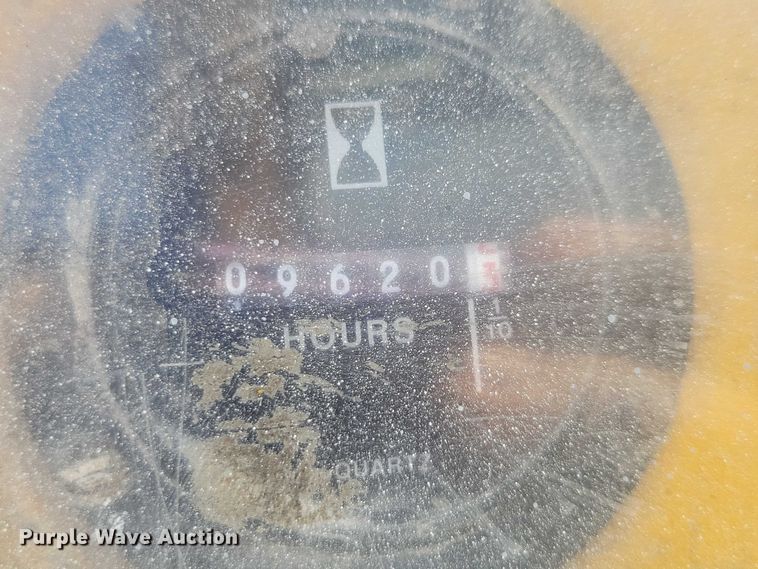 09620
HOURS
1/10
QUARTZ
Purple Wave Auction